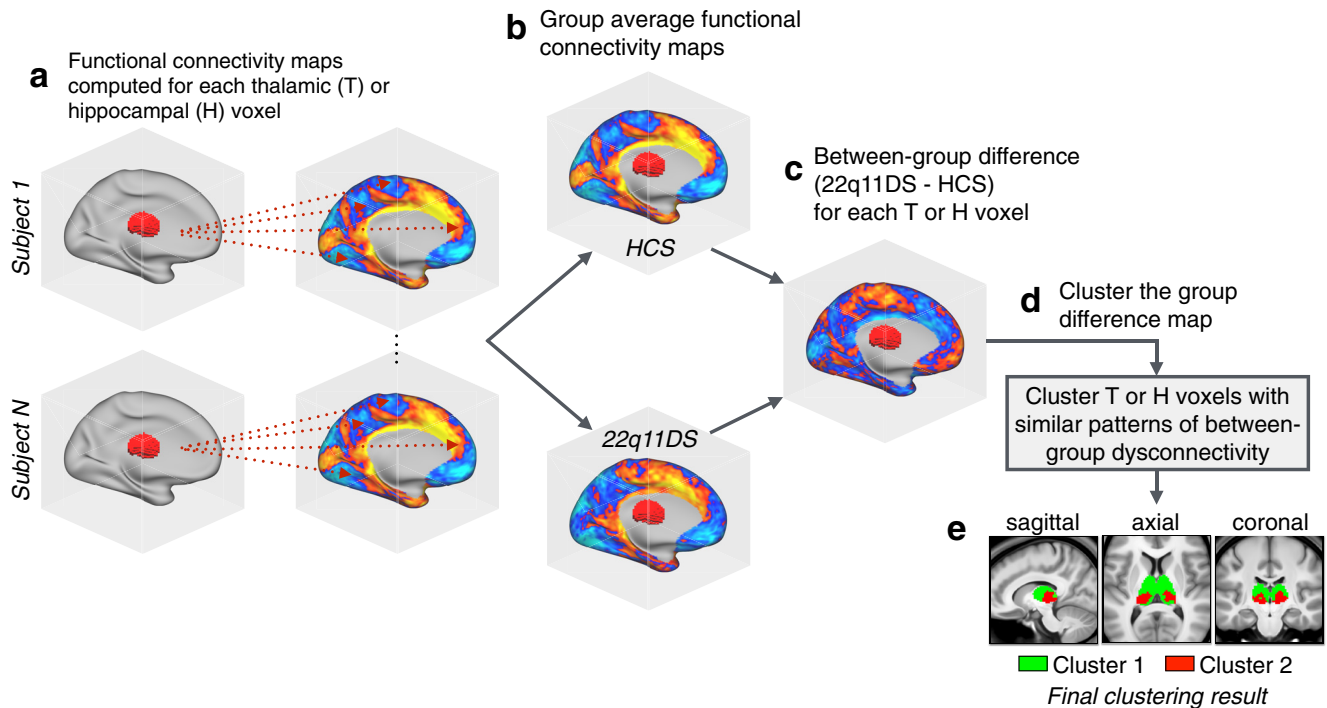 a
Functional connectivity maps
computed for each thalamic (T) or
hippocampal (H) voxel
Subject 1
Subject N
b
Group average functional
connectivity maps
HCS
22q11DS
c
Between-group difference
(22q11DS - HCS)
for each T or H voxel
d
Cluster the group
difference map
Cluster T or H voxels with
similar patterns of between-
group dysconnectivity
e
sagittal axial coronal
Cluster 1 Cluster 2
Final clustering result